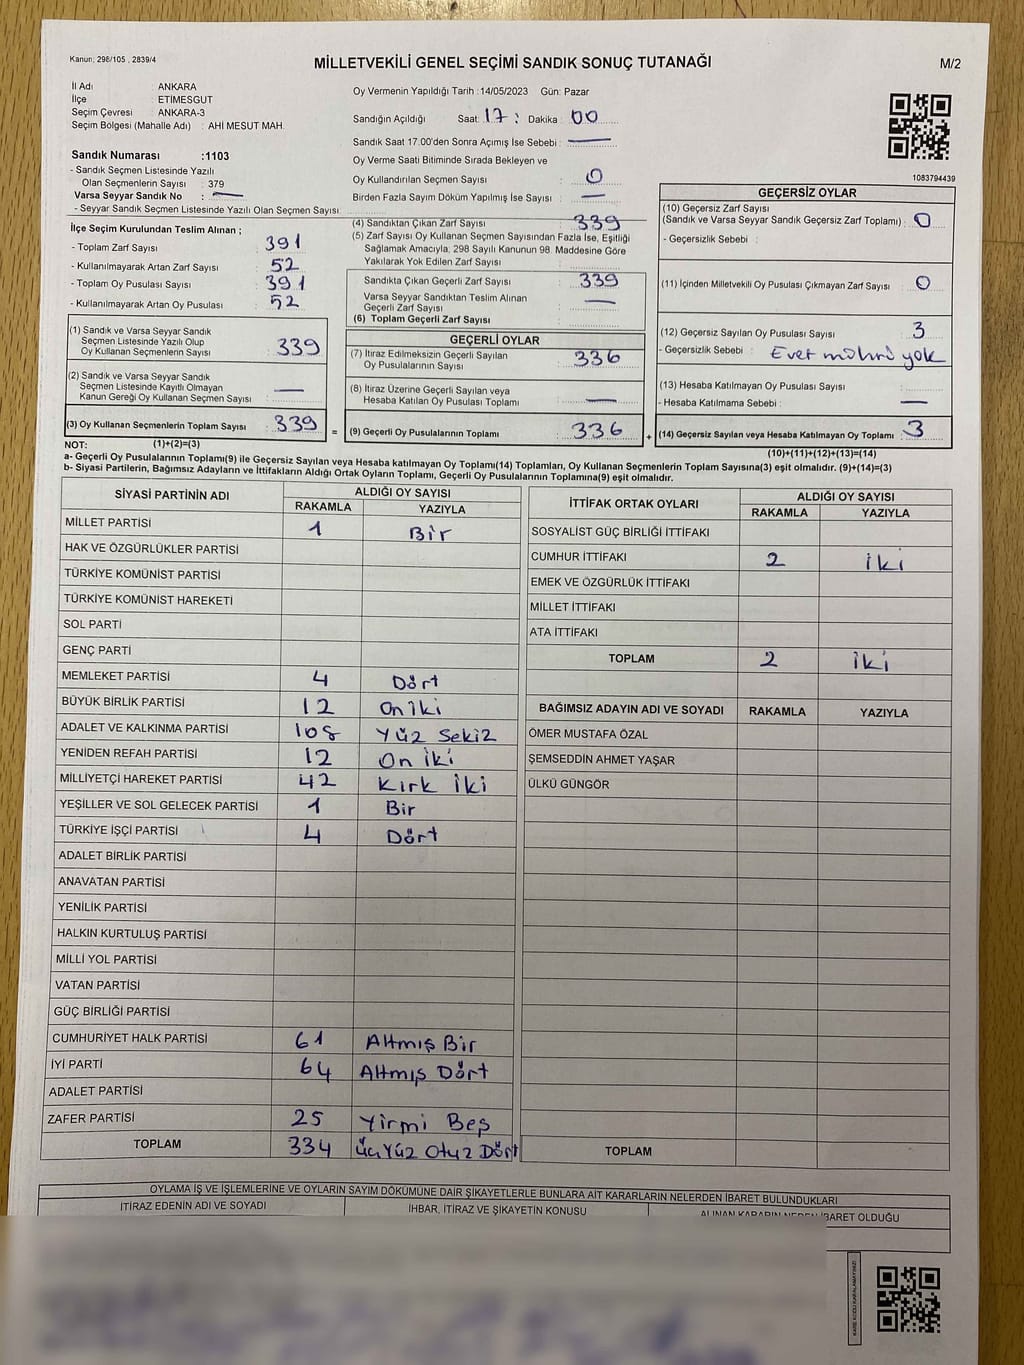 Kanun; 298/105 , 2839/4
MİLLETVEKİLİ GENEL SEÇİMİ SANDIK SONUÇ TUTANAĞI
M/2
İl Adı : ANKARA
İlçe : ETİMESGUT
Seçim Çevresi : ANKARA-3
Seçim Bölgesi (Mahalle Adı) : AHİ MESUT MAH.
Oy Vermenin Yapıldığı Tarih :14/05/2023 Gün: Pazar
Sandığın Açıldığı Saat: 17 : Dakika : 00
Sandık Saat 17.00'den Sonra Açımış İse Sebebi : —
Oy Verme Saati Bitiminde Sırada Bekleyen ve
Oy Kullandırılan Seçmen Sayısı : 0
Birden Fazla Sayım Döküm Yapılmış İse Sayısı : —
Sandık Numarası :1103
- Sandık Seçmen Listesinde Yazılı
Olan Seçmenlerin Sayısı : 379
Varsa Seyyar Sandık No : —
- Seyyar Sandık Seçmen Listesinde Yazılı Olan Seçmen Sayısı
1083794439
İlçe Seçim Kurulundan Teslim Alınan ;
- Toplam Zarf Sayısı : 391
- Kullanılmayarak Artan Zarf Sayısı : 52
- Toplam Oy Pusulası Sayısı : 391
- Kullanılmayarak Artan Oy Pusulası : 52
(4) Sandıktan Çıkan Zarf Sayısı : 339
(5) Zarf Sayısı Oy Kullanan Seçmen Sayısından Fazla İse, Eşitliği
Sağlamak Amacıyla, 298 Sayılı Kanunun 98. Maddesine Göre
Yakılarak Yok Edilen Zarf Sayısı :
Sandıkta Çıkan Geçerli Zarf Sayısı : 339
Varsa Seyyar Sandıktan Teslim Alınan
Geçerli Zarf Sayısı : —
(6) Toplam Geçerli Zarf Sayısı :
GEÇERSİZ OYLAR
(10) Geçersiz Zarf Sayısı
(Sandık ve Varsa Seyyar Sandık Geçersiz Zarf Toplamı) : 0
- Geçersizlik Sebebi :
(11) İçinden Milletvekili Oy Pusulası Çıkmayan Zarf Sayısı : 0
(12) Geçersiz Sayılan Oy Pusulası Sayısı : 3
- Geçersizlik Sebebi : Evet mührü yok
(13) Hesaba Katılmayan Oy Pusulası Sayısı :
- Hesaba Katılmama Sebebi : —
(14) Geçersiz Sayılan veya Hesaba Katılmayan Oy Toplamı : 3
(10)+(11)+(12)+(13)=(14)
(1) Sandık ve Varsa Seyyar Sandık
Seçmen Listesinde Yazılı Olup
Oy Kullanan Seçmenlerin Sayısı : 339
(2) Sandık ve Varsa Seyyar Sandık
Seçmen Listesinde Kayıtlı Olmayan
Kanun Gereği Oy Kullanan Seçmen Sayısı : —
(3) Oy Kullanan Seçmenlerin Toplam Sayısı : 339
=
GEÇERLİ OYLAR
(7) İtiraz Edilmeksizin Geçerli Sayılan
Oy Pusulalarının Sayısı : 336
(8) İtiraz Üzerine Geçerli Sayılan veya
Hesaba Katılan Oy Pusulası Toplamı : —
(9) Geçerli Oy Pusulalarının Toplamı : 336
+
NOT: (1)+(2)=(3)
a- Geçerli Oy Pusulalarının Toplamı(9) ile Geçersiz Sayılan veya Hesaba katılmayan Oy Toplamı(14) Toplamları, Oy Kullanan Seçmenlerin Toplam Sayısına(3) eşit olmalıdır. (9)+(14)=(3)
b- Siyasi Partilerin, Bağımsız Adayların ve İttifakların Aldığı Ortak Oyların Toplamı, Geçerli Oy Pusulalarının Toplamına(9) eşit olmalıdır.
SİYASİ PARTİNİN ADI ALDIĞI OY SAYISI
RAKAMLA YAZIYLA
MİLLET PARTİSİ 1 Bir
HAK VE ÖZGÜRLÜKLER PARTİSİ
TÜRKİYE KOMÜNİST PARTİSİ
TÜRKİYE KOMÜNİST HAREKETİ
SOL PARTİ
GENÇ PARTİ
MEMLEKET PARTİSİ 4 Dört
BÜYÜK BİRLİK PARTİSİ 12 On iki
ADALET VE KALKINMA PARTİSİ 108 Yüz Sekiz
YENİDEN REFAH PARTİSİ 12 On iki
MİLLİYETÇİ HAREKET PARTİSİ 42 Kırk İki
YEŞİLLER VE SOL GELECEK PARTİSİ 1 Bir
TÜRKİYE İŞÇİ PARTİSİ 4 Dört
ADALET BİRLİK PARTİSİ
ANAVATAN PARTİSİ
YENİLİK PARTİSİ
HALKIN KURTULUŞ PARTİSİ
MİLLİ YOL PARTİSİ
VATAN PARTİSİ
GÜÇ BİRLİĞİ PARTİSİ
CUMHURİYET HALK PARTİSİ 61 Altmış Bir
İYİ PARTİ 64 Altmış Dört
ADALET PARTİSİ
ZAFER PARTİSİ 25 Yirmi Beş
TOPLAM 334 Üçyüz Otuz Dört
İTTİFAK ORTAK OYLARI ALDIĞI OY SAYISI
RAKAMLA YAZIYLA
SOSYALİST GÜÇ BİRLİĞİ İTTİFAKI
CUMHUR İTTİFAKI 2 İki
EMEK VE ÖZGÜRLÜK İTTİFAKI
MİLLET İTTİFAKI
ATA İTTİFAKI
TOPLAM 2 İki
BAĞIMSIZ ADAYIN ADI VE SOYADI RAKAMLA YAZIYLA
ÖMER MUSTAFA ÖZAL
ŞEMSEDDİN AHMET YAŞAR
ÜLKÜ GÜNGÖR
TOPLAM
OYLAMA İŞ VE İŞLEMLERİNE VE OYLARIN SAYIM DÖKÜMÜNE DAİR ŞİKAYETLERLE BUNLARA AİT KARARLARIN NELERDEN İBARET BULUNDUKLARI
İTİRAZ EDENİN ADI VE SOYADI İHBAR, İTİRAZ VE ŞİKAYETİN KONUSU ALINAN KARARIN NEDEN İBARET OLDUĞU
KARE KODU KARALAMAYINIZ!